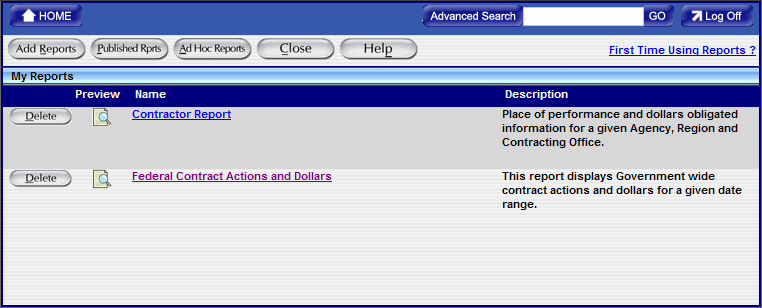 HOME
Advanced Search GO Log Off
Add Reports Published Rprts Ad Hoc Reports Close Help First Time Using Reports ?
My Reports
Preview Name Description
Delete Contractor Report Place of performance and dollars obligated
information for a given Agency, Region and
Contracting Office.
Delete Federal Contract Actions and Dollars This report displays Government wide
contract actions and dollars for a given date
range.